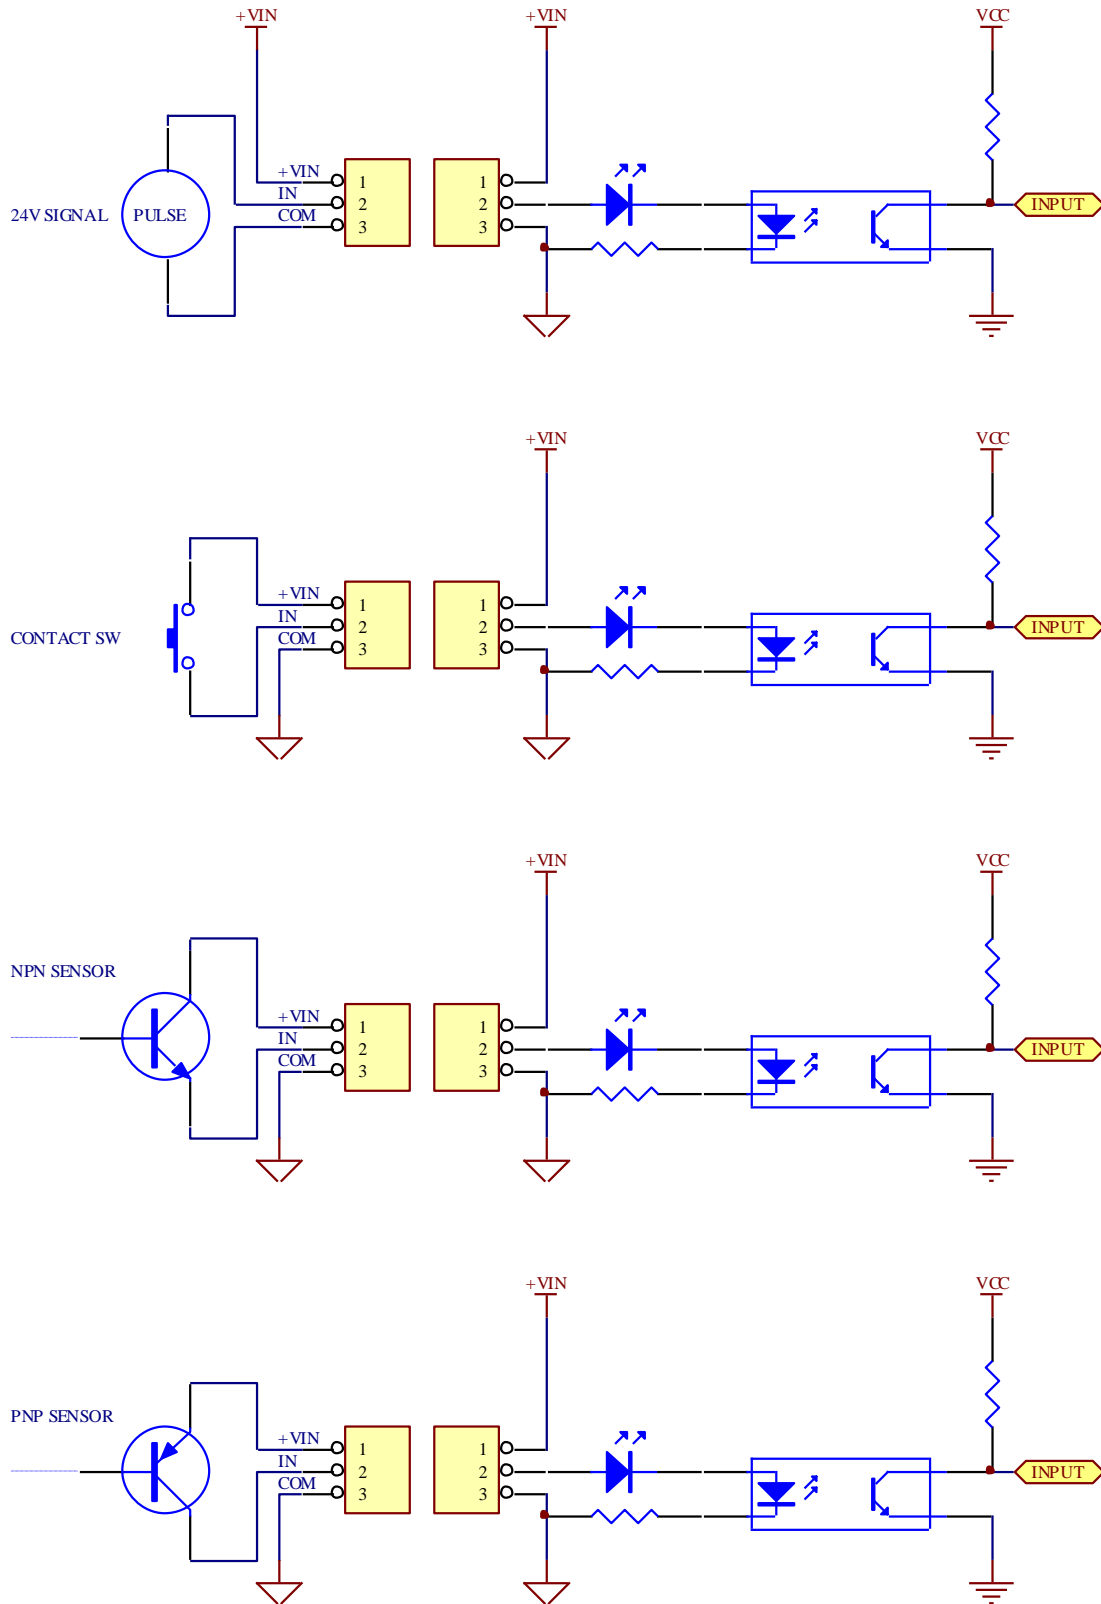 +VIN +VIN VCC
24V SIGNAL PULSE
+VIN 1 1
IN 2 2 INPUT
COM 3 3
+VIN VCC
CONTACT SW
+VIN 1 1
IN 2 2 INPUT
COM 3 3
+VIN VCC
NPN SENSOR
+VIN 1 1
IN 2 2 INPUT
COM 3 3
+VIN VCC
PNP SENSOR
+VIN 1 1
IN 2 2 INPUT
COM 3 3